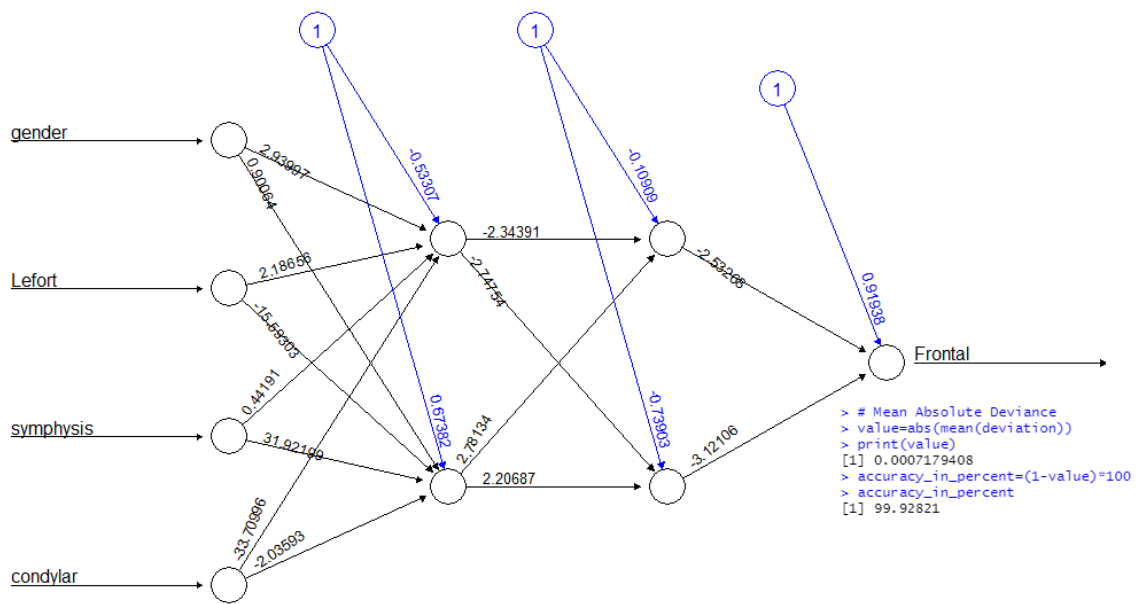 1
1
1
gender
2.93997
0.90064
-0.53307
-0.10909
-2.34391
Lefort
2.18656
-15.59303
-2.74754
-2.53268
0.91938
Frontal
0.44191
symphysis
31.92199
0.67382
2.78134
-0.73903
2.20687
-3.12106
-33.70996
-2.03593
condylar
> # Mean Absolute Deviance
> value=abs(mean(deviation))
> print(value)
[1] 0.0007179408
> accuracy_in_percent=(1-value)*100
> accuracy_in_percent
[1] 99.92821